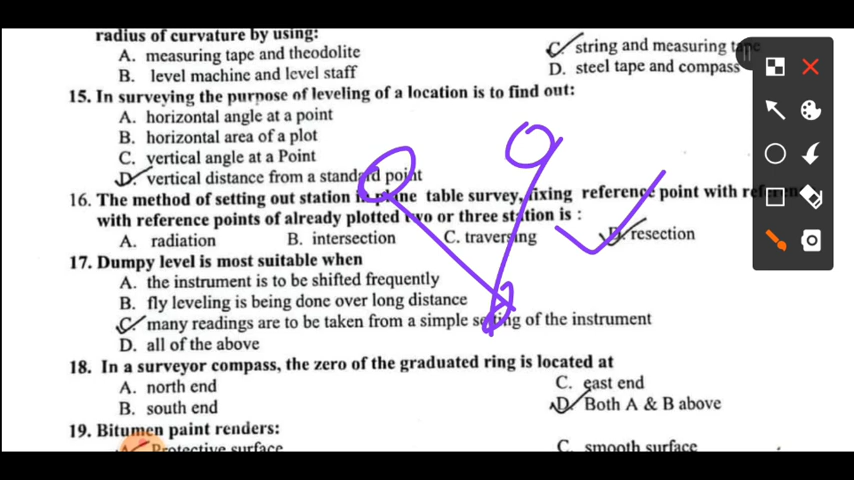 radius of curvature by using:
A. measuring tape and theodolite
C. string and measuring tape
B. level machine and level staff
D. steel tape and compass
15. In surveying the purpose of leveling of a location is to find out:
A. horizontal angle at a point
B. horizontal area of a plot
C. vertical angle at a Point
D. vertical distance from a standard point
16. The method of setting out station in plane table survey, fixing reference point with
with reference points of already plotted two or three station is :
A. radiation B. intersection C. traversing D. resection
17. Dumpy level is most suitable when
A. the instrument is to be shifted frequently
B. fly leveling is being done over long distance
C. many readings are to be taken from a simple setting of the instrument
D. all of the above
18. In a surveyor compass, the zero of the graduated ring is located at
A. north end
C. east end
B. south end
D. Both A & B above
19. Bitumen paint renders:
Protective surface
C. smooth surface